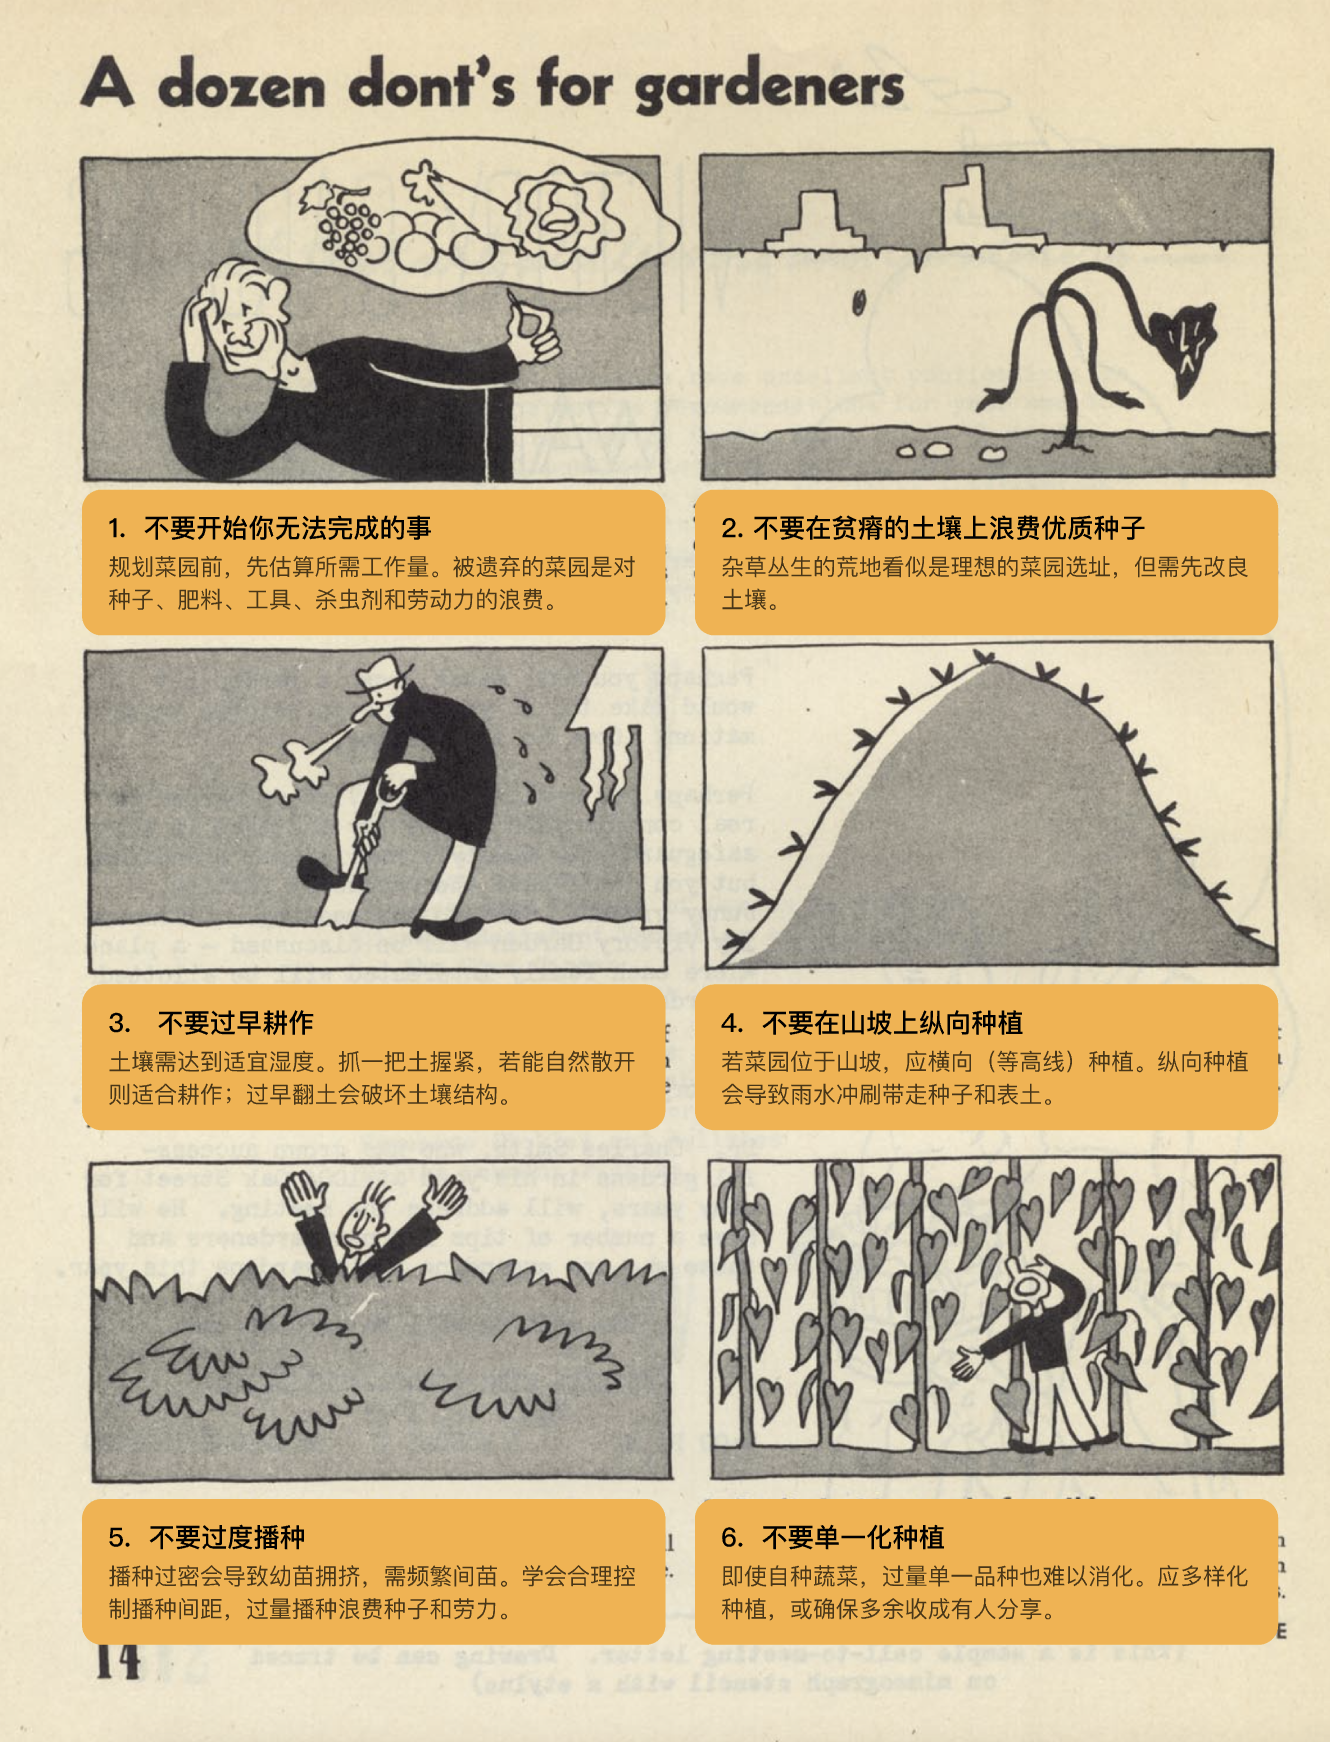 A dozen dont's for gardeners
1. 不要开始你无法完成的事
规划菜园前，先估算所需工作量。被遗弃的菜园是对
种子、肥料、工具、杀虫剂和劳动力的浪费。
2. 不要在贫瘠的土壤上浪费优质种子
杂草丛生的荒地看似是理想的菜园选址，但需先改良
土壤。
3. 不要过早耕作
土壤需达到适宜湿度。抓一把土握紧，若能自然散开
则适合耕作；过早翻土会破坏土壤结构。
4. 不要在山坡上纵向种植
若菜园位于山坡，应横向（等高线）种植。纵向种植
会导致雨水冲刷带走种子和表土。
5. 不要过度播种
播种过密会导致幼苗拥挤，需频繁间苗。学会合理控
制播种间距，过量播种浪费种子和劳力。
6. 不要单一化种植
即使自种蔬菜，过量单一品种也难以消化。应多样化
种植，或确保多余收成有人分享。
14